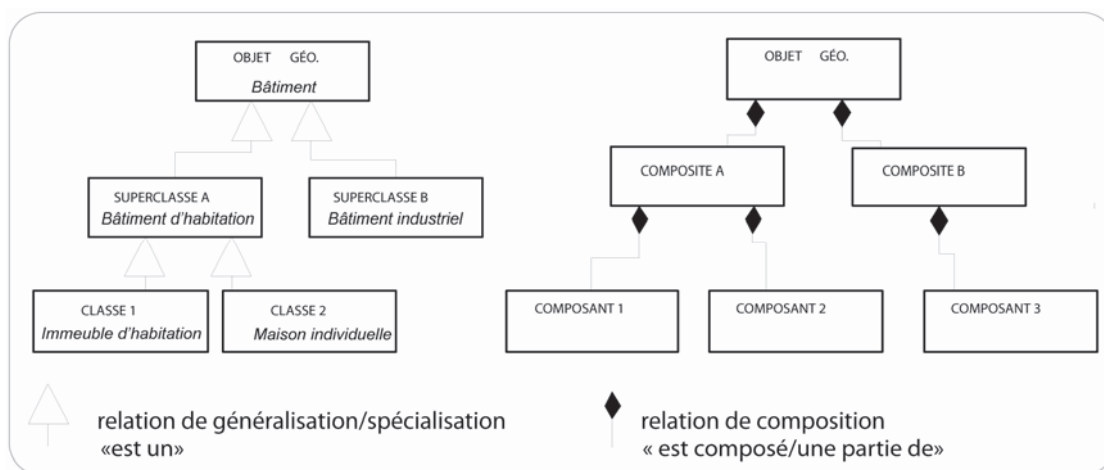 OBJET GÉO.
Bâtiment
SUPERCLASSE A
Bâtiment d'habitation
SUPERCLASSE B
Bâtiment industriel
CLASSE 1
Immeuble d'habitation
CLASSE 2
Maison individuelle
relation de généralisation/spécialisation
«est un»
OBJET GÉO.
COMPOSITE A
COMPOSITE B
COMPOSANT 1
COMPOSANT 2
COMPOSANT 3
relation de composition
« est composé/une partie de»